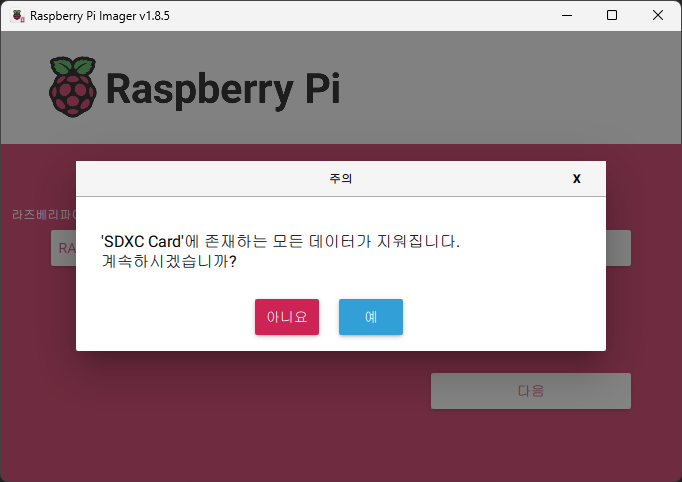 Raspberry Pi Imager v1.8.5
Raspberry Pi
주의
X
라즈베리파이
RA
'SDXC Card'에 존재하는 모든 데이터가 지워집니다.
계속하시겠습니까?
아니요
예
다음